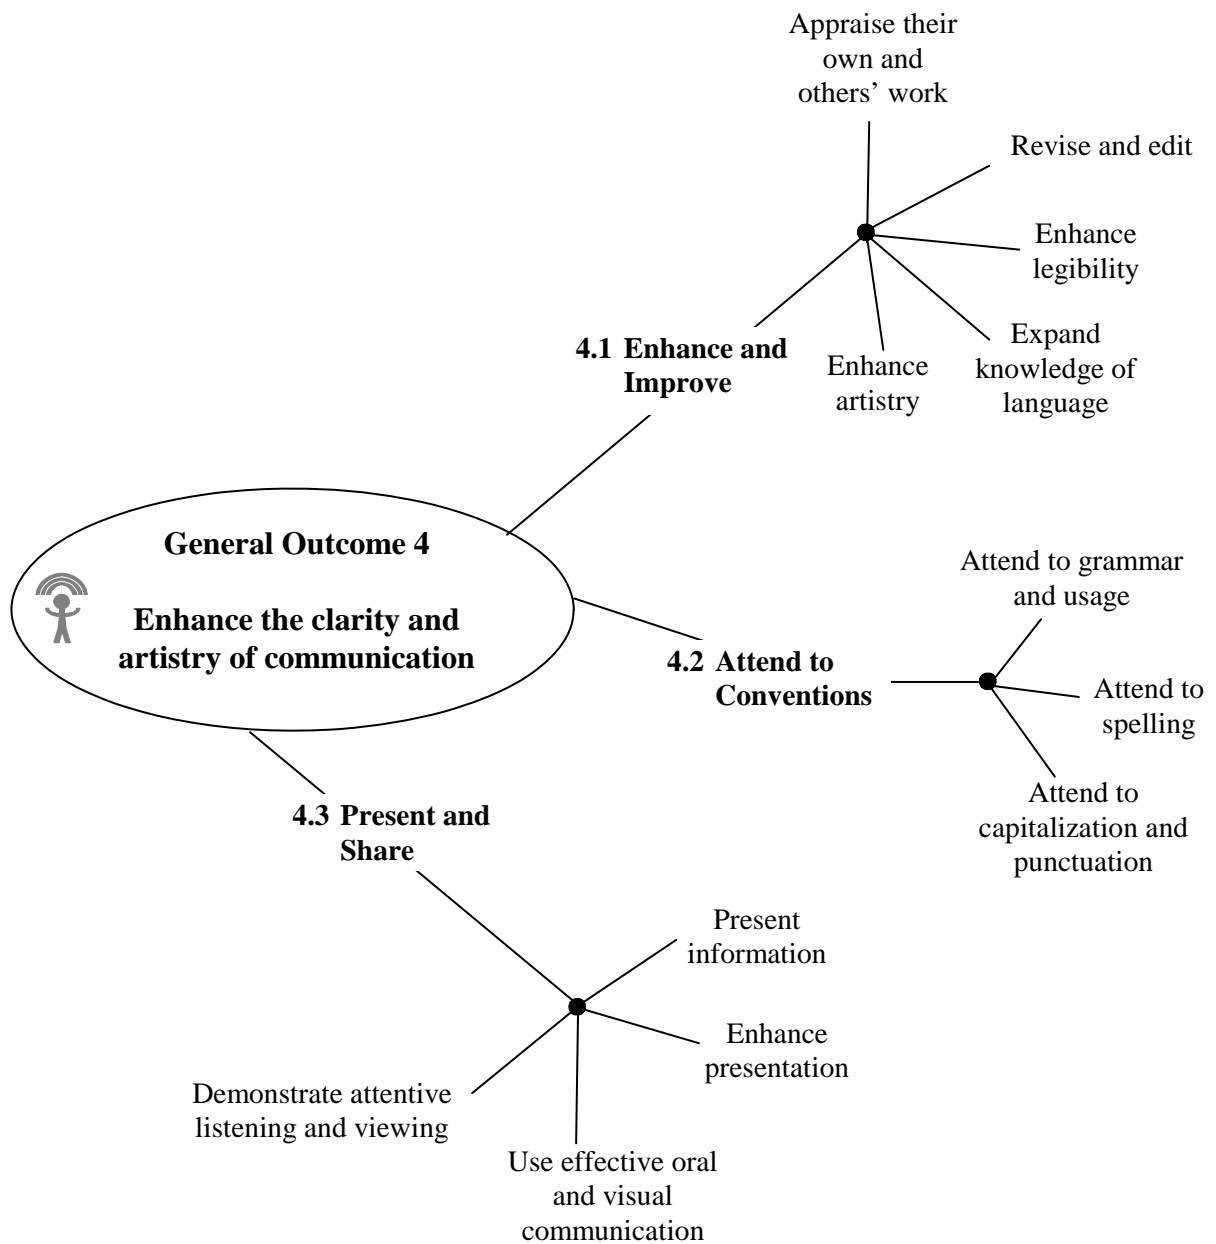 Appraise their
own and
others’ work
Revise and edit
Enhance
legibility
Expand
knowledge of
language
Enhance
artistry
4.1 Enhance and
Improve
General Outcome 4
Enhance the clarity and
artistry of communication
4.2 Attend to
Conventions
Attend to grammar
and usage
Attend to
spelling
Attend to
capitalization and
punctuation
4.3 Present and
Share
Present
information
Enhance
presentation
Use effective oral
and visual
communication
Demonstrate attentive
listening and viewing